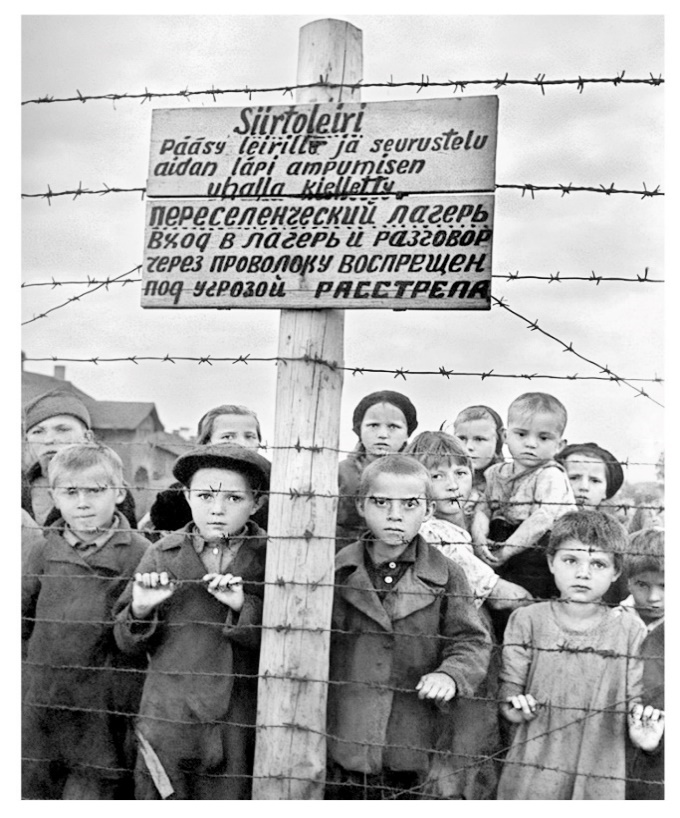 Siirtoleiri
Pääsy leirille ja seurustelu
aidan läpi ampumisen
uhalla kielletty
ПЕРЕСЕЛЕНЧЕСКИЙ ЛАГЕРЬ
ВХОД В ЛАГЕРЬ И РАЗГОВОР
ЧЕРЕЗ ПРОВОЛОКУ ВОСПРЕЩЕН
ПОД УГРОЗОЙ РАССТРЕЛА